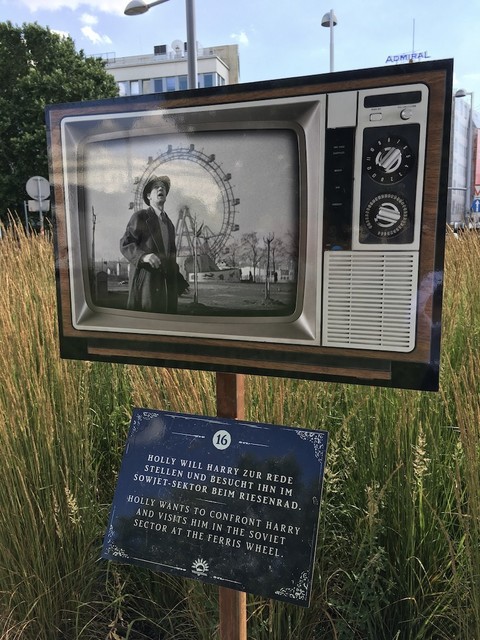 ADMIRAL
16
HOLLY WILL HARRY ZUR REDE
STELLEN UND BESUCHT IHN IM
SOWJET-SEKTOR BEIM RIESENRAD.
HOLLY WANTS TO CONFRONT HARRY
AND VISITS HIM IN THE SOVIET
SECTOR AT THE FERRIS WHEEL.